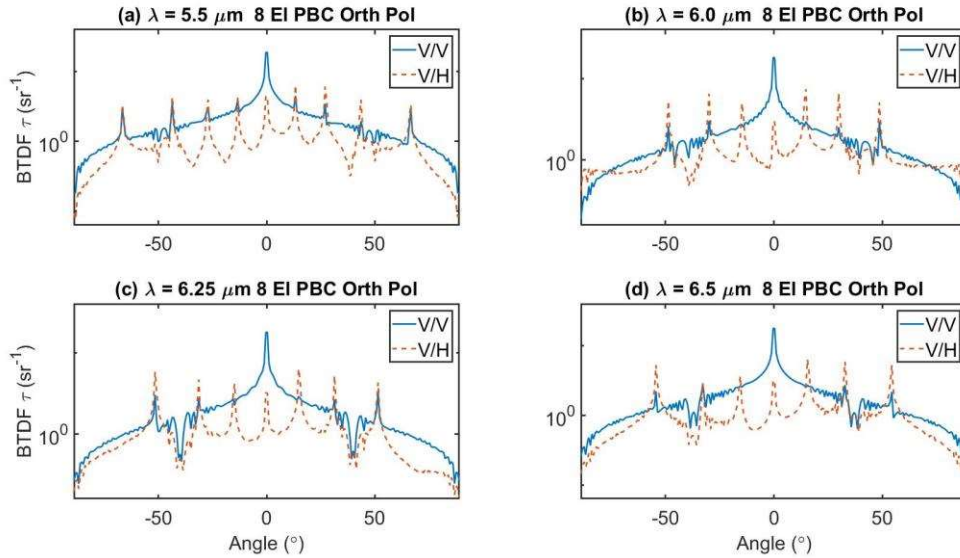 (a) λ = 5.5 μm 8 El PBC Orth Pol
V/V
V/H
BTDF τ (sr⁻¹)
10⁰
-50 0 50
(b) λ = 6.0 μm 8 El PBC Orth Pol
V/V
V/H
10⁰
-50 0 50
(c) λ = 6.25 μm 8 El PBC Orth Pol
V/V
V/H
BTDF τ (sr⁻¹)
10⁰
-50 0 50
Angle (°)
(d) λ = 6.5 μm 8 El PBC Orth Pol
V/V
V/H
10⁰
-50 0 50
Angle (°)